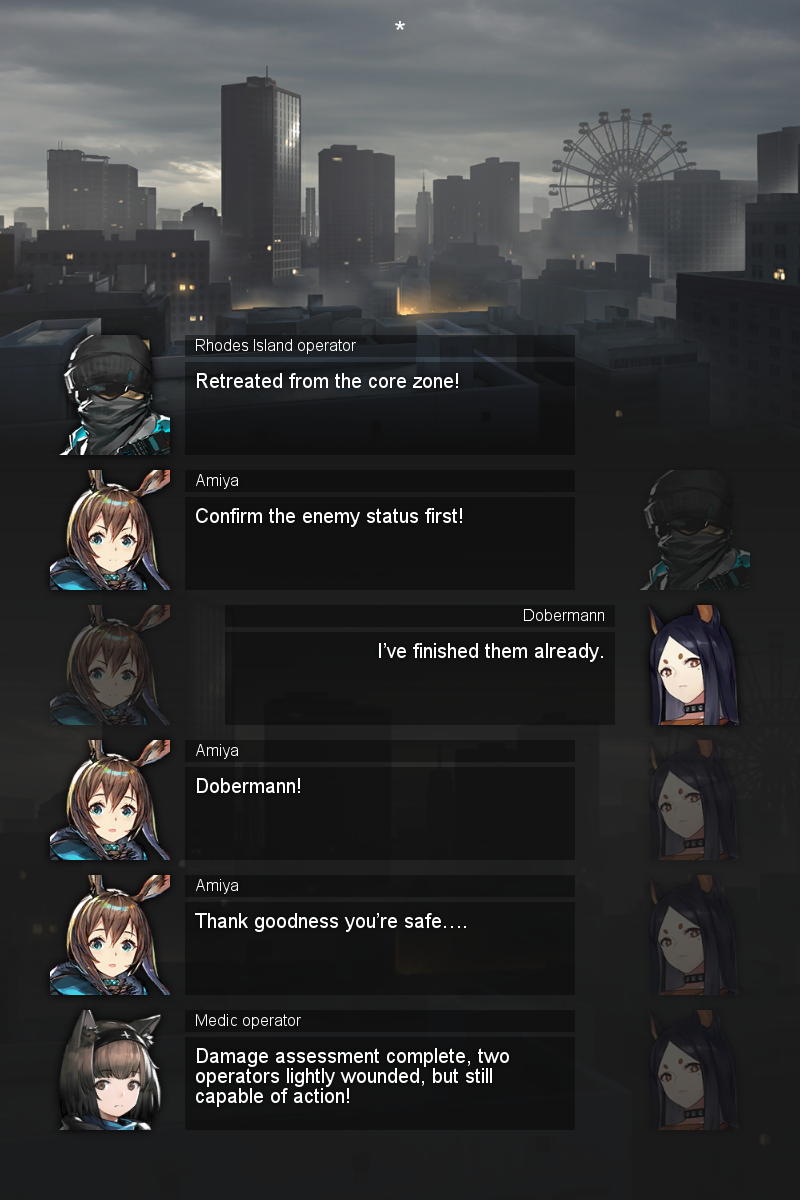 *
Rhodes Island operator
Retreated from the core zone!
Amiya
Confirm the enemy status first!
Dobermann
I've finished them already.
Amiya
Dobermann!
Amiya
Thank goodness you're safe....
Medic operator
Damage assessment complete, two
operators lightly wounded, but still
capable of action!